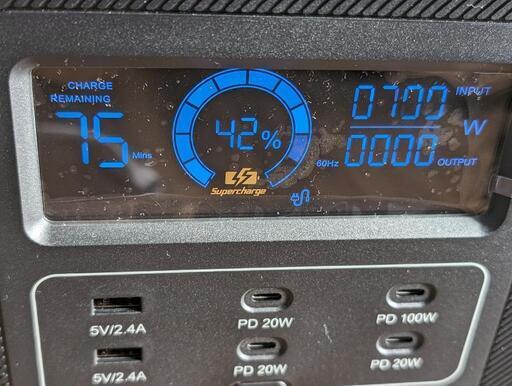 CHARGE
REMAINING
75 Mins
42%
Supercharge
0700 INPUT
W
60Hz 0000 OUTPUT
5V/2.4A PD 20W PD 100W
5V/2.4A PD 20W PD 20W